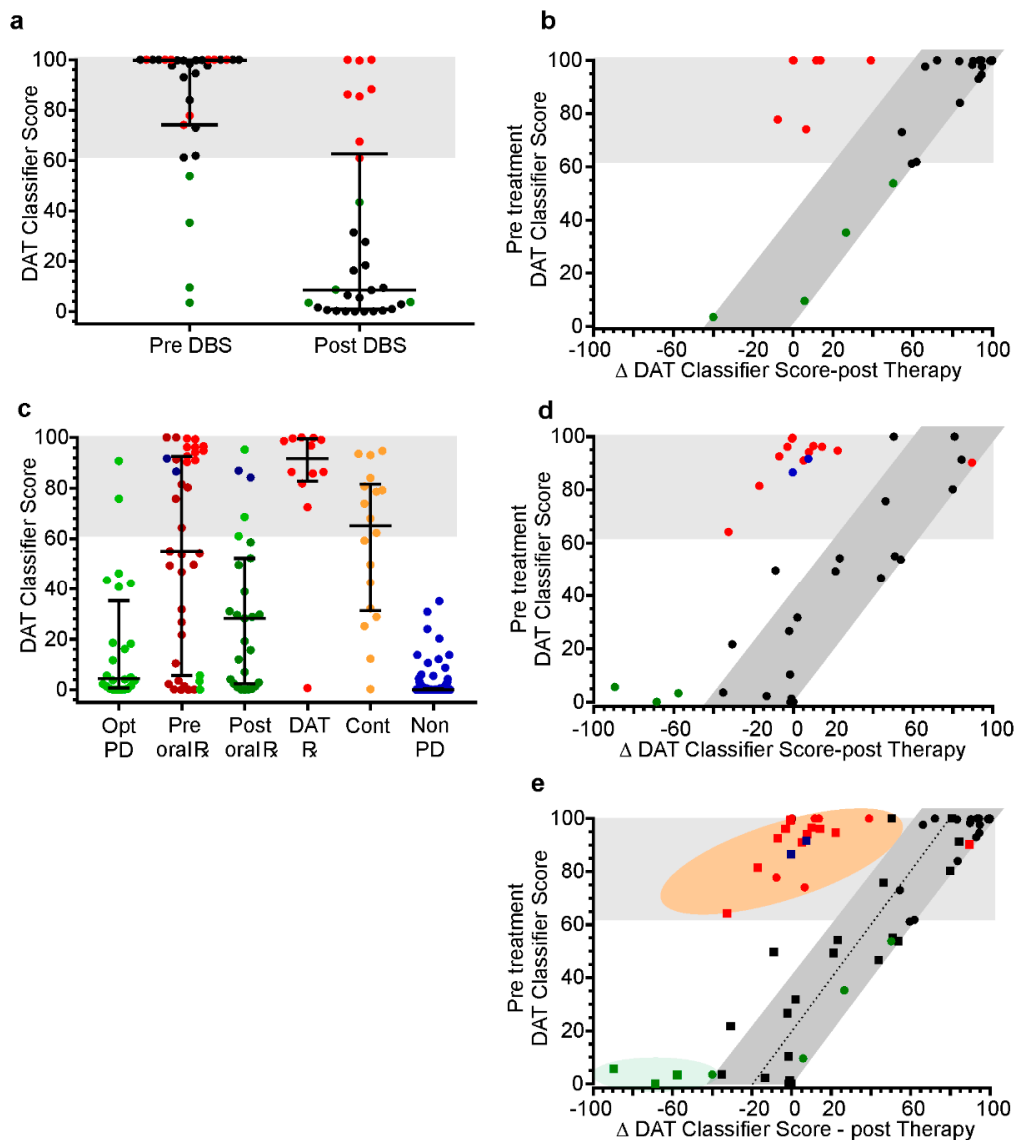 a
DAT Classifier Score
100
80
60
40
20
0
Pre DBS
Post DBS
b
Pre treatment
DAT Classifier Score
100
80
60
40
20
0
-100
-60
-20
0
20
60
100
Δ DAT Classifier Score-post Therapy
c
DAT Classifier Score
100
80
60
40
20
0
Opt
PD
Pre
oral℞
Post
oral℞
DAT
℞
Cont
Non
PD
d
Pre treatment
DAT Classifier Score
100
80
60
40
20
0
-100
-60
-20
0
20
60
100
Δ DAT Classifier Score-post Therapy
e
Pre treatment
DAT Classifier Score
100
80
60
40
20
0
-100
-60
-20
0
20
60
100
Δ DAT Classifier Score - post Therapy